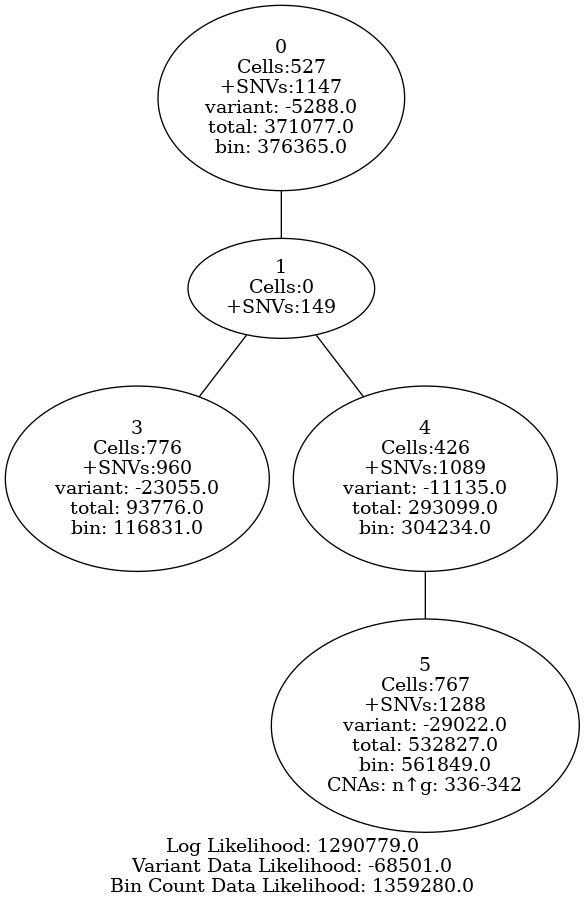 0
Cells:527
+SNVs:1147
variant: -5288.0
total: 371077.0
bin: 376365.0
1
Cells:0
+SNVs:149
3
Cells:776
+SNVs:960
variant: -23055.0
total: 93776.0
bin: 116831.0
4
Cells:426
+SNVs:1089
variant: -11135.0
total: 293099.0
bin: 304234.0
5
Cells:767
+SNVs:1288
variant: -29022.0
total: 532827.0
bin: 561849.0
CNAs: n↑g: 336-342
Log Likelihood: 1290779.0
Variant Data Likelihood: -68501.0
Bin Count Data Likelihood: 1359280.0